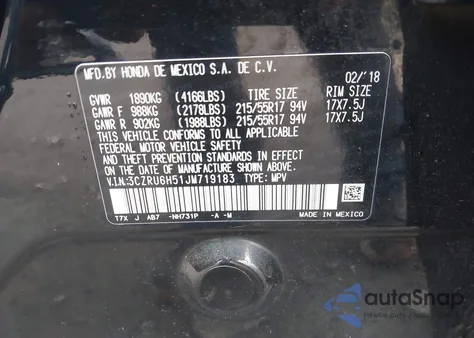 MFD.BY HONDA DE MEXICO S.A. DE C.V.
02/'18
GVWR 1890KG (4166LBS) TIRE SIZE RIM SIZE
GAWR F 988KG (2178LBS) 215/55R17 94V 17X7.5J
GAWR R 902KG (1988LBS) 215/55R17 94V 17X7.5J
THIS VEHICLE CONFORMS TO ALL APPLICABLE
FEDERAL MOTOR VEHICLE SAFETY
AND THEFT PREVENTION STANDARDS IN EFFECT
ON THE DATE OF MANUFACTURE SHOWN ABOVE.
V.I.N:3CZRU6H51JM719183 TYPE: MPV
T7X J AB7 -NH731P -A -M
MADE IN MEXICO
autoSnap